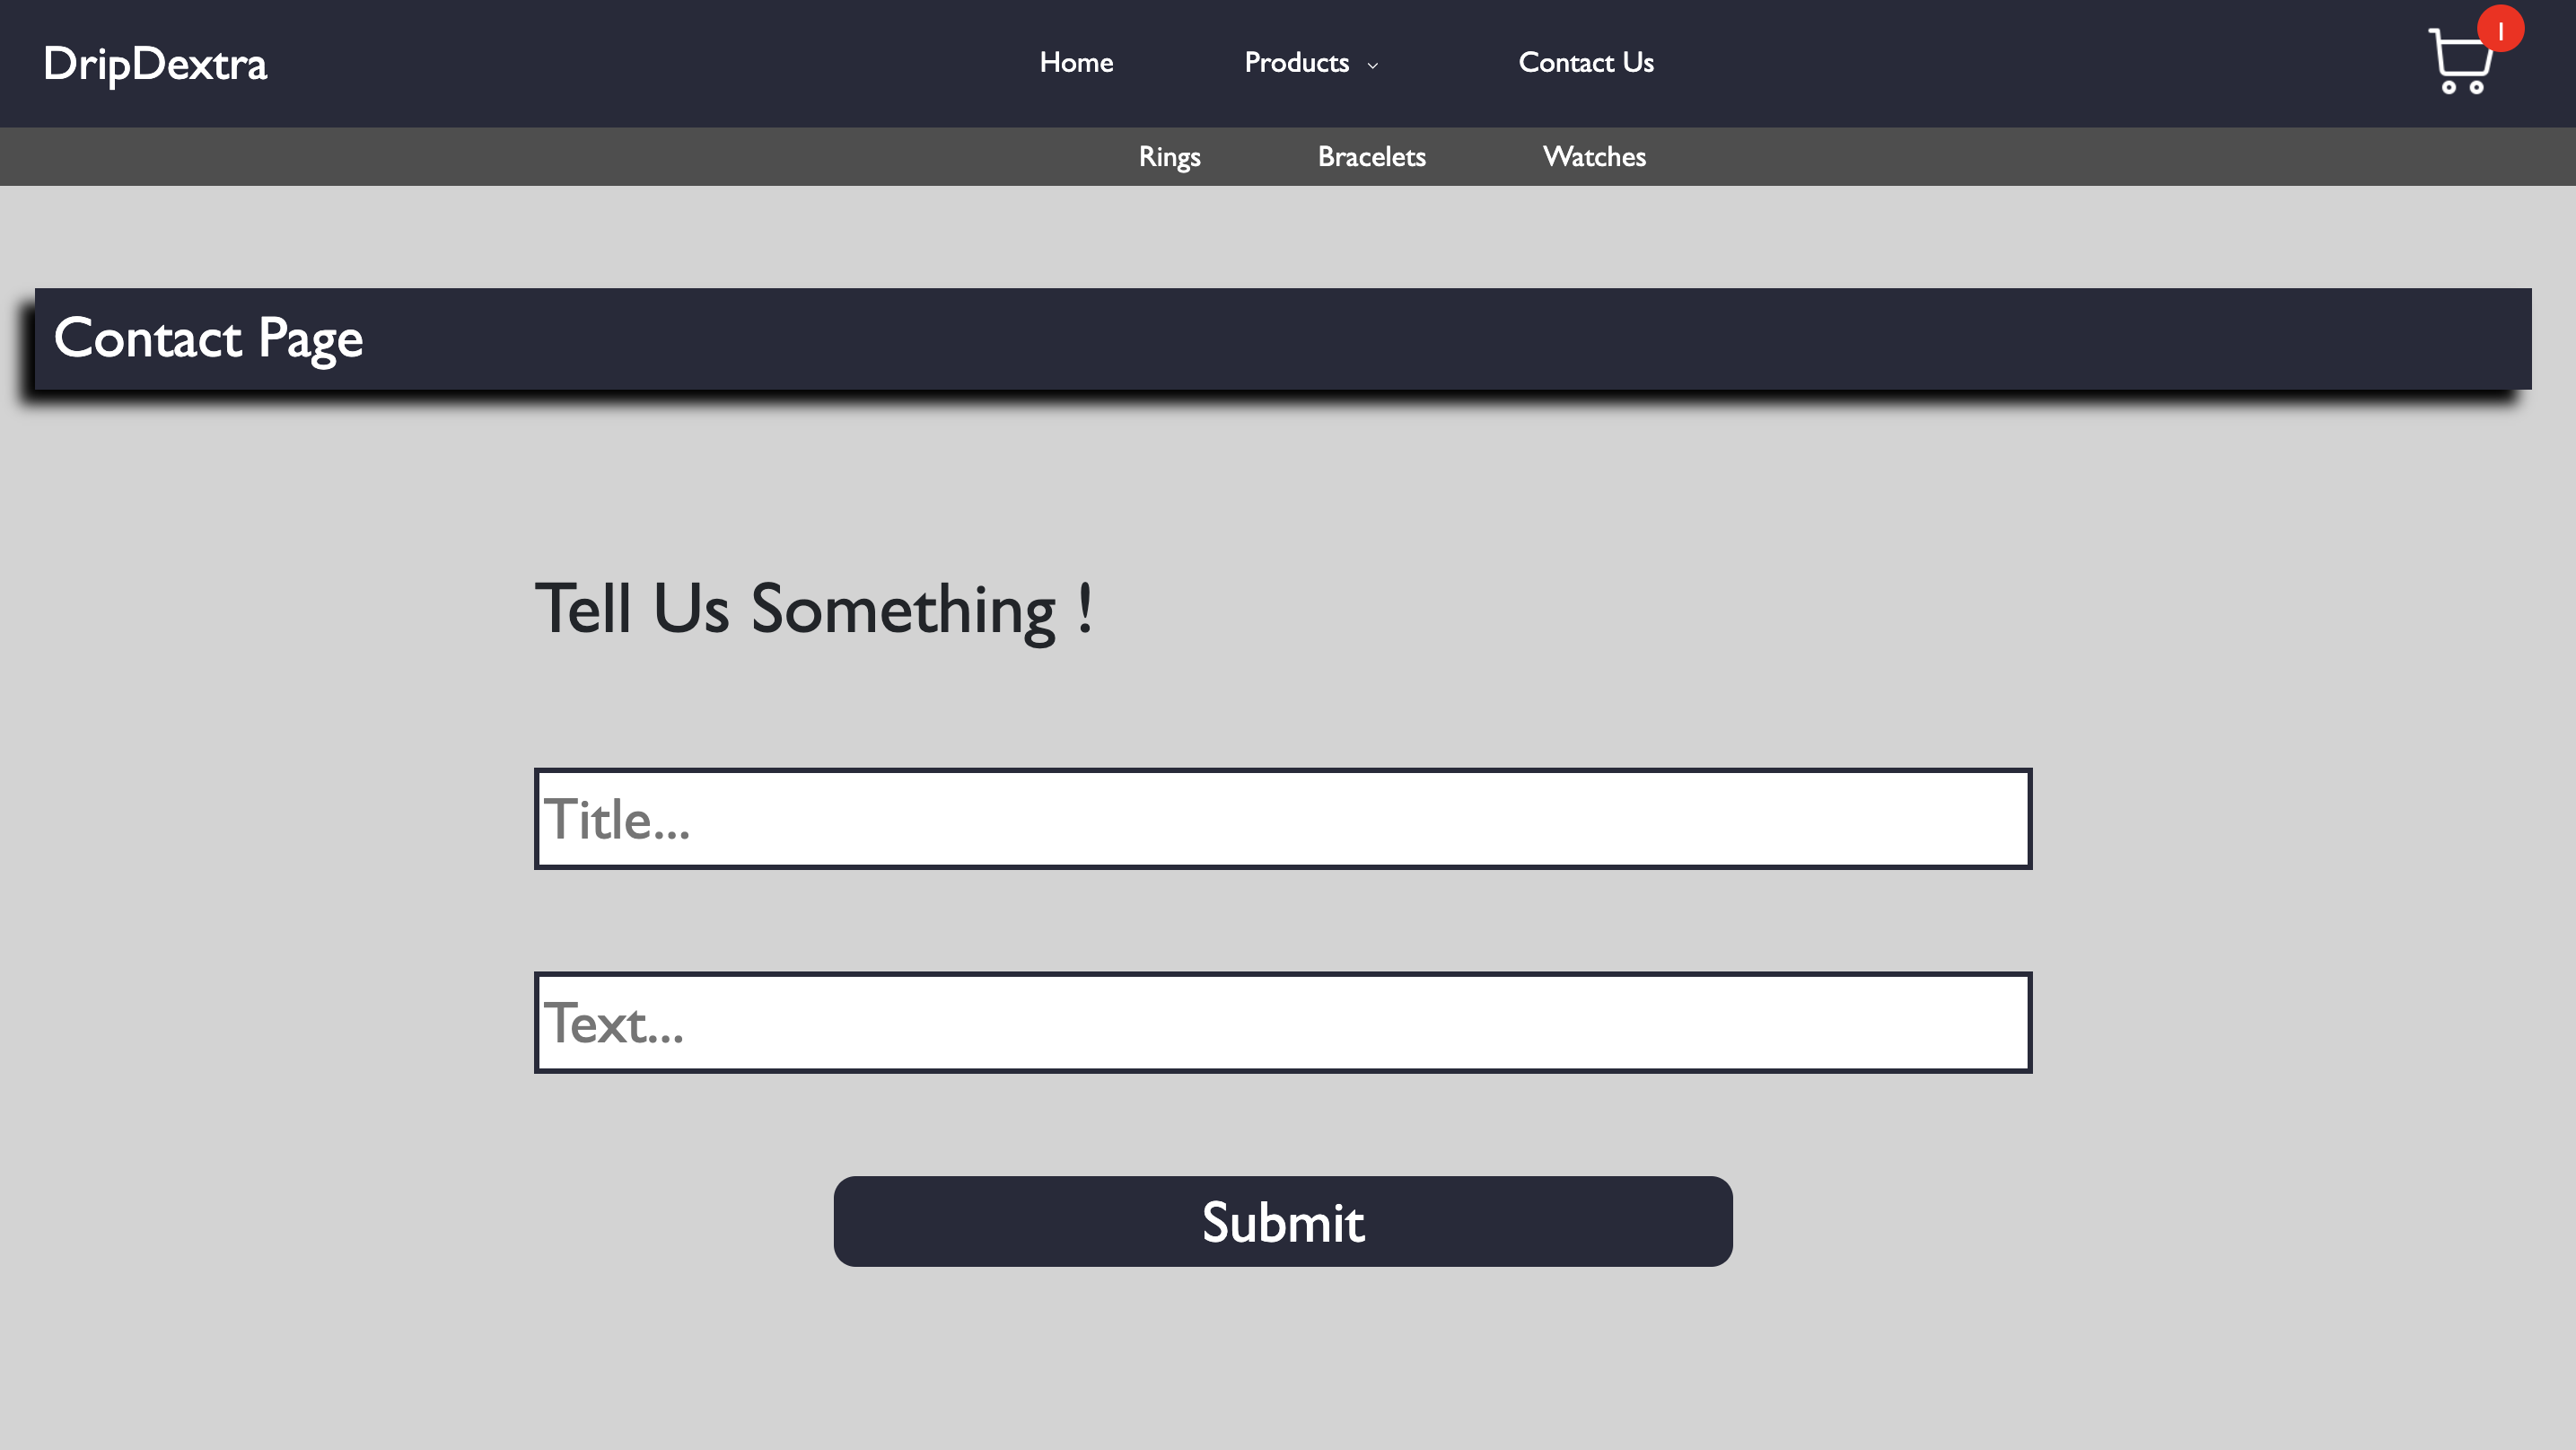 DripDextra Home Products Contact Us 1
Rings Bracelets Watches
Contact Page
Tell Us Something !
Title...
Text...
Submit